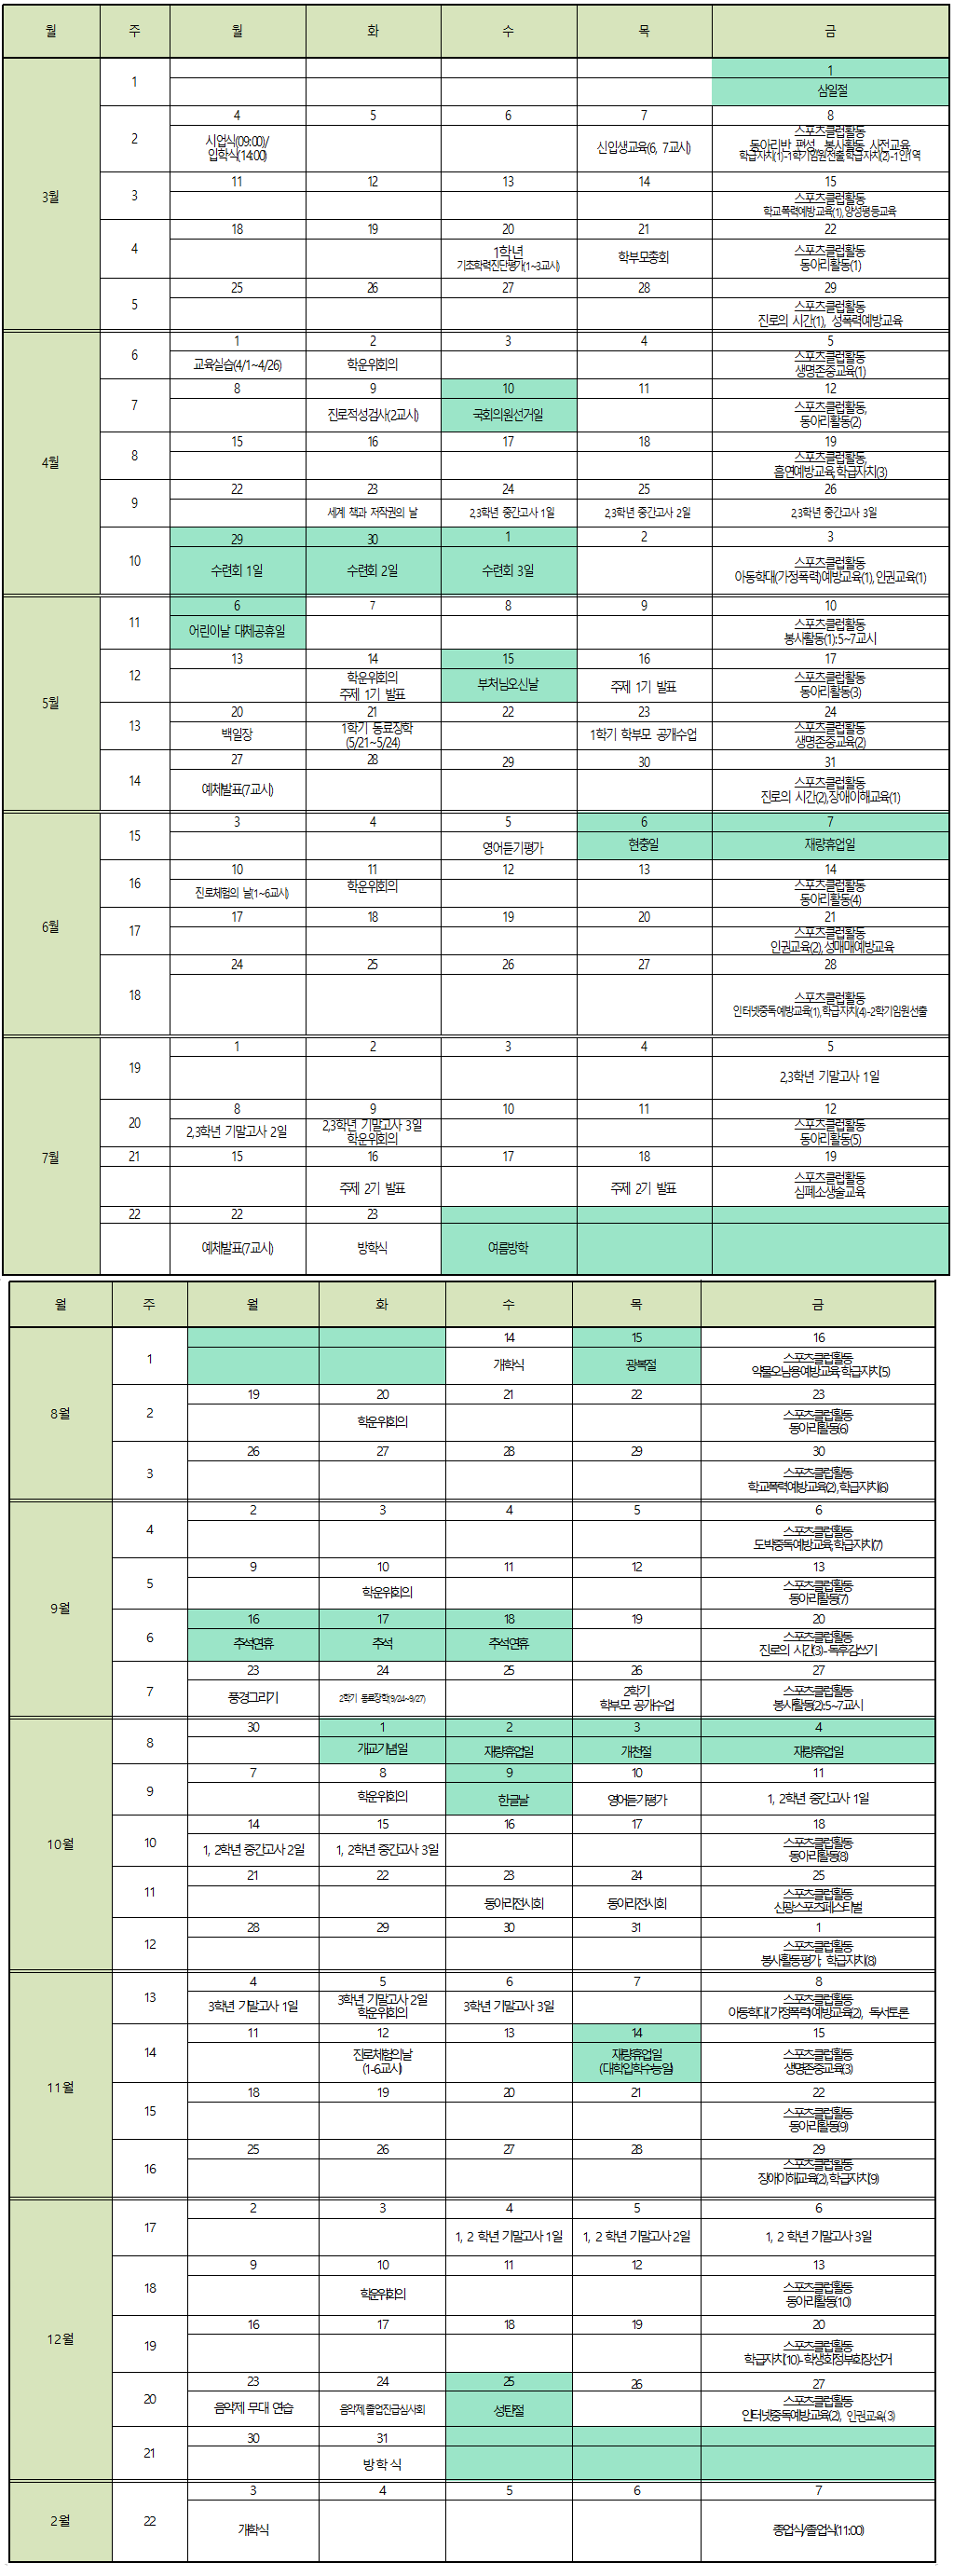 월 주 월 화 수 목 금
3월
1
1
삼일절
2
4 5 6 7 8
시업식(09:00)/
입학식(14:00)
신입생교육(6, 7교시)
스포츠클럽활동
동아리반 편성, 봉사활동 사전교육
학급자치(1)-1학기임원선출,학급자치(2)-1인1역
3
11 12 13 14 15
스포츠클럽활동
학교폭력예방교육(1),양성평등교육
4
18 19 20 21 22
1학년
기초학력진단평가(1~3교시)
학부모총회
스포츠클럽활동
동아리활동(1)
5
25 26 27 28 29
스포츠클럽활동
진로의 시간(1), 성폭력예방교육
4월
6
1 2 3 4 5
교육실습(4/1~4/26)
학운위회의
스포츠클럽활동
생명존중교육(1)
7
8 9 10 11 12
진로적성검사(2교시)
국회의원선거일
스포츠클럽활동,
동아리활동(2)
8
15 16 17 18 19
스포츠클럽활동,
흡연예방교육,학급자치(3)
9
22 23 24 25 26
세계 책과 저작권의 날
2,3학년 중간고사 1일
2,3학년 중간고사 2일
2,3학년 중간고사 3일
10
29 30 1 2 3
수련회 1일
수련회 2일
수련회 3일
스포츠클럽활동
아동학대(가정폭력)예방교육(1),인권교육(1)
5월
11
6 7 8 9 10
어린이날 대체공휴일
스포츠클럽활동
봉사활동(1):5~7교시
12
13 14 15 16 17
학운위회의
주제 1기 발표
부처님오신날
주제 1기 발표
스포츠클럽활동
동아리활동(3)
13
20 21 22 23 24
백일장
1학기 동료장학
(5/21~5/24)
1학기 학부모 공개수업
스포츠클럽활동
생명존중교육(2)
14
27 28 29 30 31
예체발표(7교시)
스포츠클럽활동
진로의 시간(2),장애이해교육(1)
6월
15
3 4 5 6 7
영어듣기평가
현충일
재량휴업일
16
10 11 12 13 14
진로체험의 날(1~6교시)
학운위회의
스포츠클럽활동
동아리활동(4)
17
17 18 19 20 21
스포츠클럽활동
인권교육(2),성매매예방교육
18
24 25 26 27 28
스포츠클럽활동
인터넷중독예방교육(1),학급자치(4)-2학기임원선출
7월
19
1 2 3 4 5
2,3학년 기말고사 1일
20
8 9 10 11 12
2,3학년 기말고사 2일
2,3학년 기말고사 3일
학운위회의
스포츠클럽활동
동아리활동(5)
21
15 16 17 18 19
주제 2기 발표
주제 2기 발표
스포츠클럽활동
심폐소생술교육
22
22 23
예체발표(7교시)
방학식
여름방학
월 주 월 화 수 목 금
8월
1
14 15 16
개학식
광복절
스포츠클럽활동
약물오남용예방교육,학급자치(5)
2
19 20 21 22 23
학운위회의
스포츠클럽활동
동아리활동(6)
3
26 27 28 29 30
스포츠클럽활동
학교폭력예방교육(2),학급자치(6)
9월
4
2 3 4 5 6
스포츠클럽활동
도박중독예방교육,학급자치(7)
5
9 10 11 12 13
학운위회의
스포츠클럽활동
동아리활동(7)
6
16 17 18 19 20
추석연휴
추석
추석연휴
스포츠클럽활동
진로의 시간(3)-독후감쓰기
7
23 24 25 26 27
풍경그리기
2학기 동료장학(9/24~9/27)
2학기
학부모 공개수업
스포츠클럽활동
봉사활동(2):5~7교시
10월
8
30 1 2 3 4
개교기념일
재량휴업일
개천절
재량휴업일
9
7 8 9 10 11
학운위회의
한글날
영어듣기평가
1, 2학년 중간고사 1일
10
14 15 16 17 18
1, 2학년 중간고사 2일
1, 2학년 중간고사 3일
스포츠클럽활동
동아리활동(8)
11
21 22 23 24 25
동아리전시회
동아리전시회
스포츠클럽활동
신광스포츠페스티벌
12
28 29 30 31 1
스포츠클럽활동
봉사활동평가, 학급자치(8)
11월
13
4 5 6 7 8
3학년 기말고사 1일
3학년 기말고사 2일
학운위회의
3학년 기말고사 3일
스포츠클럽활동
아동학대(가정폭력)예방교육(2), 독서토론
14
11 12 13 14 15
진로체험의날
(1-6교시)
재량휴업일
(대학입학수능일)
스포츠클럽활동
생명존중교육(3)
15
18 19 20 21 22
스포츠클럽활동
동아리활동(9)
16
25 26 27 28 29
스포츠클럽활동
장애이해교육(2),학급자치(9)
12월
17
2 3 4 5 6
1, 2 학년 기말고사 1일
1, 2 학년 기말고사 2일
1, 2 학년 기말고사 3일
18
9 10 11 12 13
학운위회의
스포츠클럽활동
동아리활동(10)
19
16 17 18 19 20
스포츠클럽활동
학급자치(10)-학생회정부회장선거
20
23 24 25 26 27
음악제 무대 연습
음악제,졸업진급심사회
성탄절
스포츠클럽활동
인터넷중독예방교육(2), 인권교육(3)
21
30 31
방 학 식
2월
22
3 4 5 6 7
개학식
종업식/졸업식(11:00)